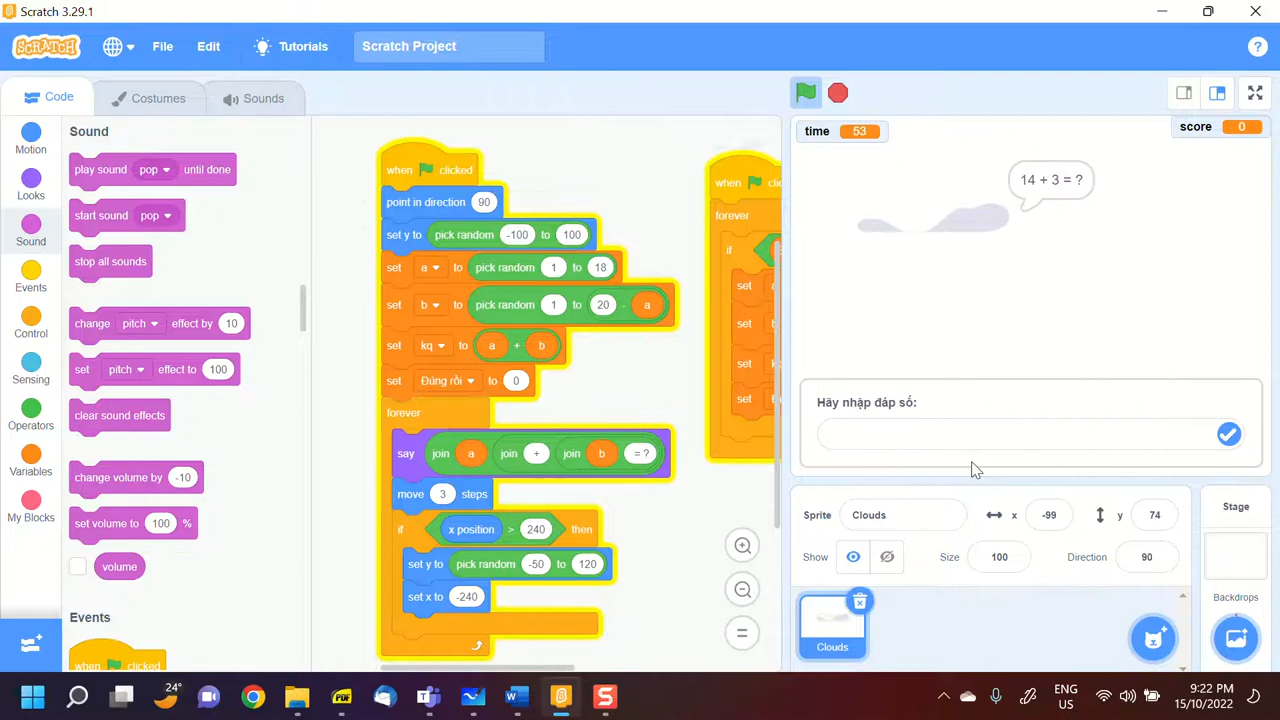 Scratch 3.29.1
SCRATCH File Edit Tutorials Scratch Project ?
Code Costumes Sounds
Motion
Looks
Sound
Events
Control
Sensing
Operators
Variables
My Blocks
Sound
play sound pop until done
start sound pop
stop all sounds
change pitch effect by 10
set pitch effect to 100
clear sound effects
change volume by -10
set volume to 100 %
volume
Events
when clicked
when clicked
point in direction 90
set y to pick random -100 to 100
set a to pick random 1 to 18
set b to pick random 1 to 20 - a
set kq to a + b
set Đúng rồi to 0
forever
say join a join + join b = ?
move 3 steps
if x position > 240 then
set y to pick random -50 to 120
set x to -240
when
forever
if
set
set
set
set
time 53
score 0
14 + 3 = ?
Hãy nhập đáp số:
Sprite Clouds x -99 y 74
Show Size 100 Direction 90
Clouds
Stage
Backdrops
24°
PDF
ENG
US
9:22 PM
15/10/2022